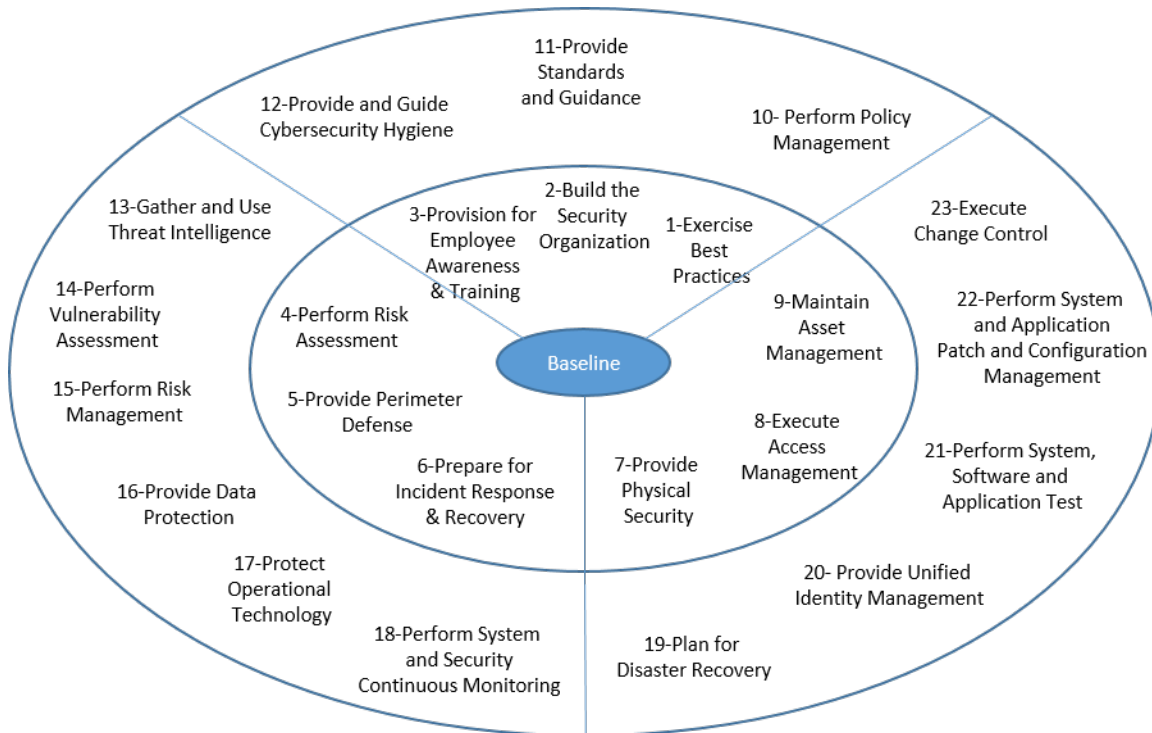 11-Provide
Standards
and Guidance
12-Provide and Guide
Cybersecurity Hygiene
10- Perform Policy
Management
13-Gather and Use
Threat Intelligence
3-Provision for
Employee
Awareness
& Training
2-Build the
Security
Organization
1-Exercise
Best
Practices
23-Execute
Change Control
14-Perform
Vulnerability
Assessment
4-Perform Risk
Assessment
9-Maintain
Asset
Management
22-Perform System
and Application
Patch and Configuration
Management
Baseline
15-Perform Risk
Management
5-Provide Perimeter
Defense
8-Execute
Access
Management
21-Perform System,
Software and
Application Test
6-Prepare for
Incident Response
& Recovery
7-Provide
Physical
Security
16-Provide Data
Protection
17-Protect
Operational
Technology
20- Provide Unified
Identity Management
18-Perform System
and Security
Continuous Monitoring
19-Plan for
Disaster Recovery